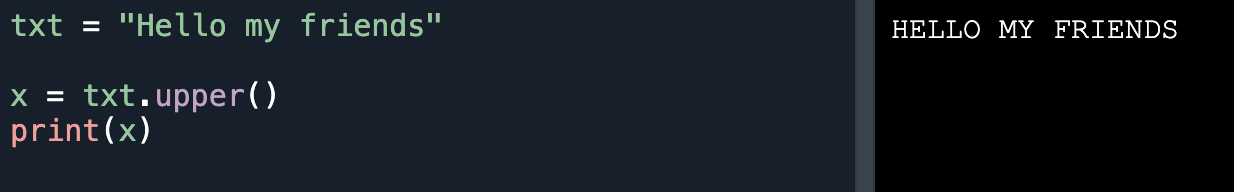 txt = "Hello my friends"
x = txt.upper()
print(x)
HELLO MY FRIENDS